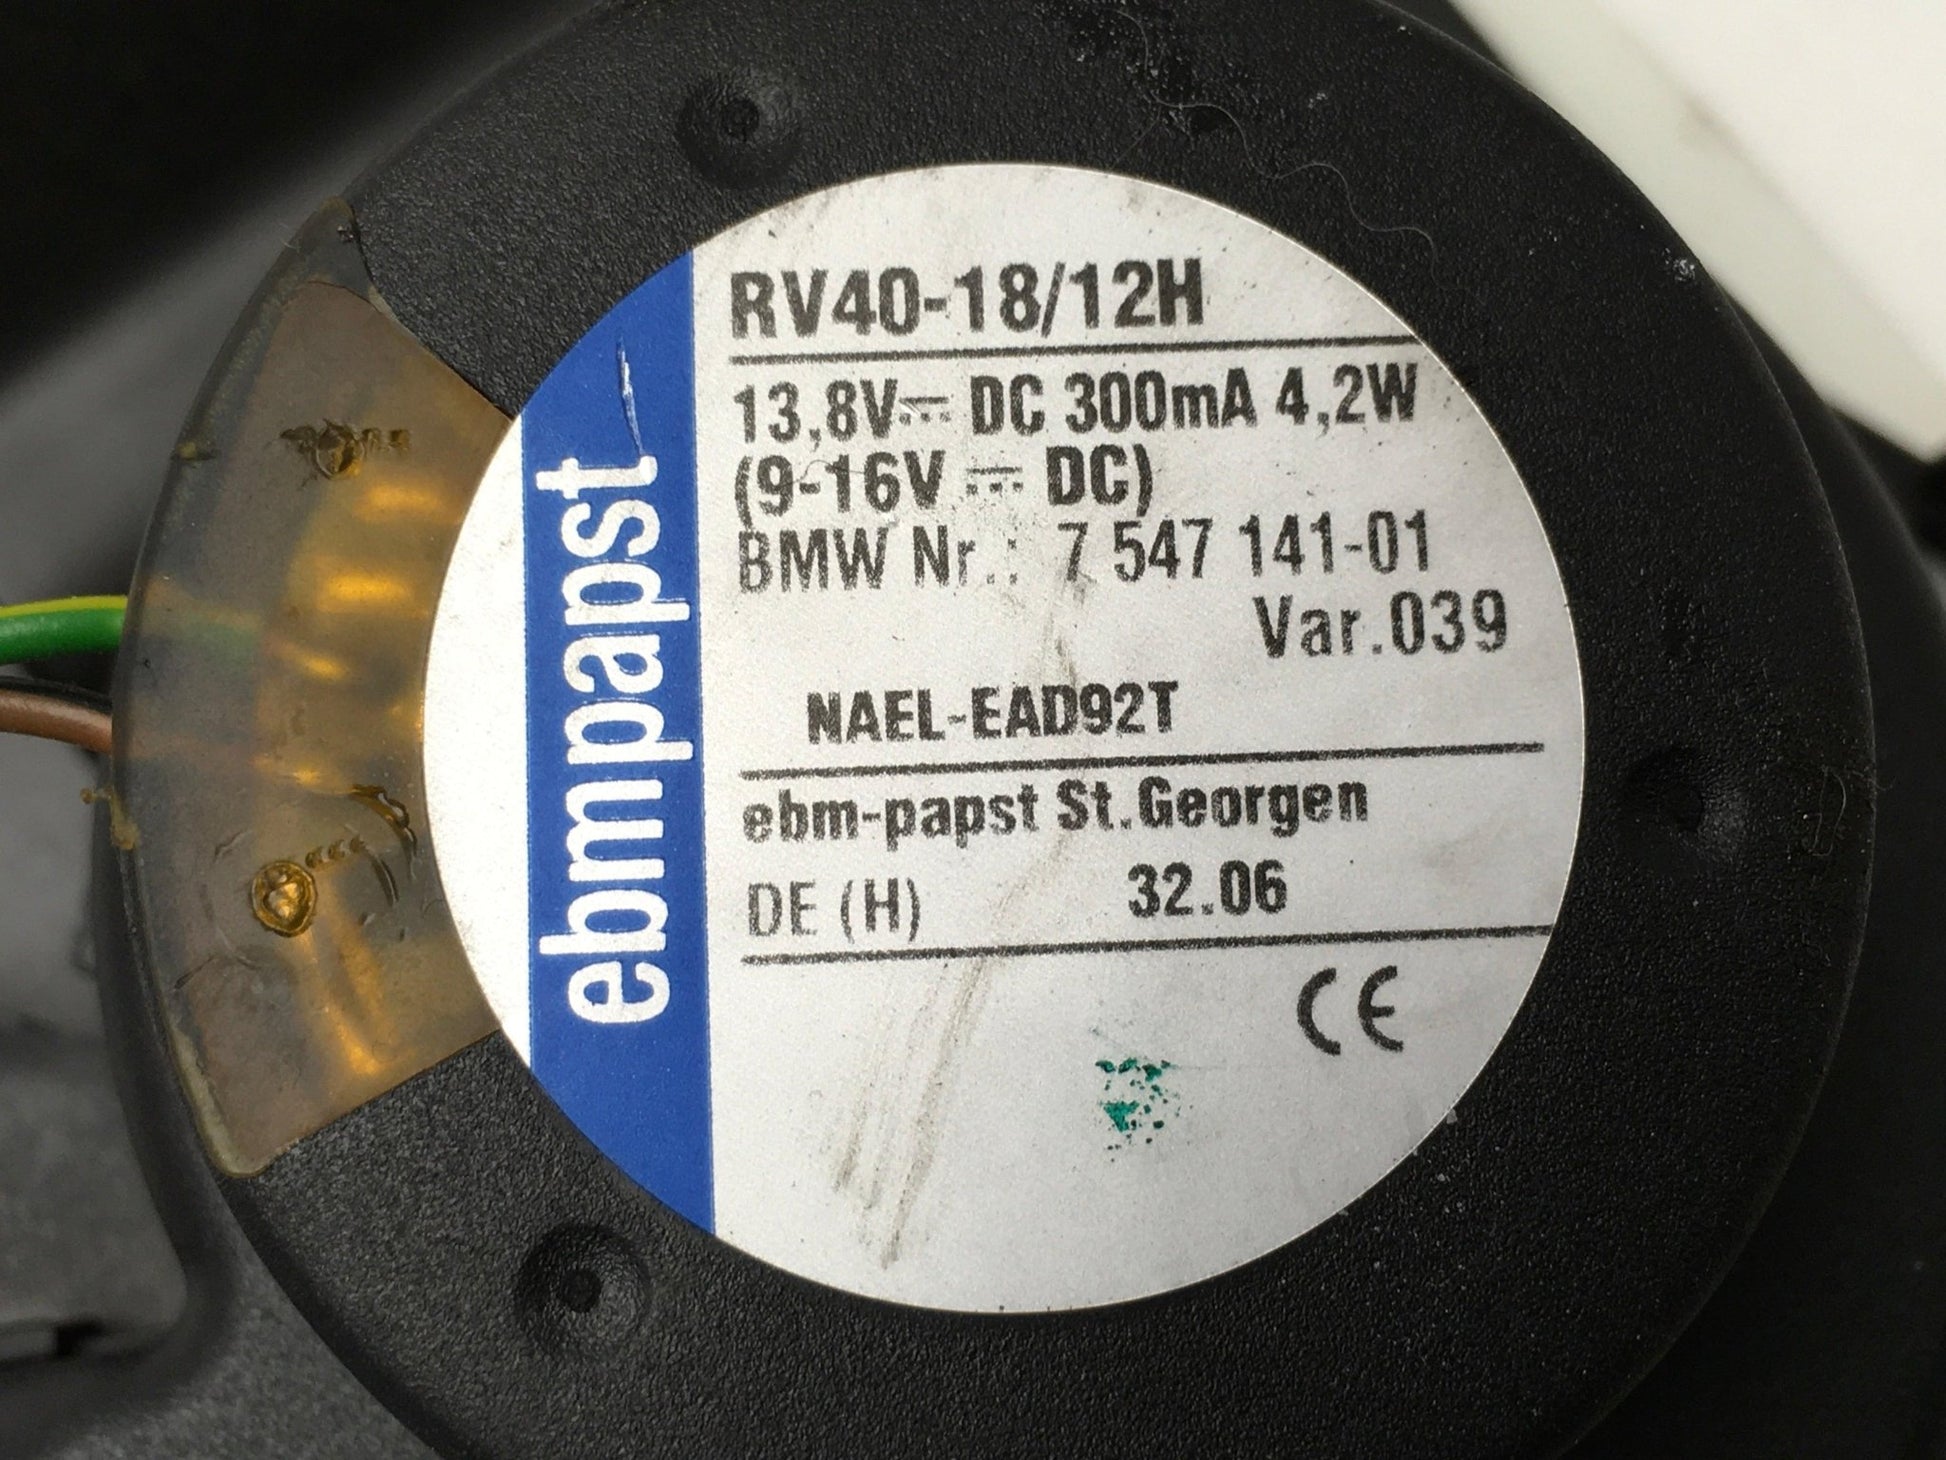 ebmpapst
RV40-18/12H
13,8V⎓ DC 300mA 4,2W
(9-16V ⎓ DC)
BMW Nr.: 7 547 141-01
Var.039
NAEL-EAD92T
ebm-papst St.Georgen
DE (H) 32.06
CE